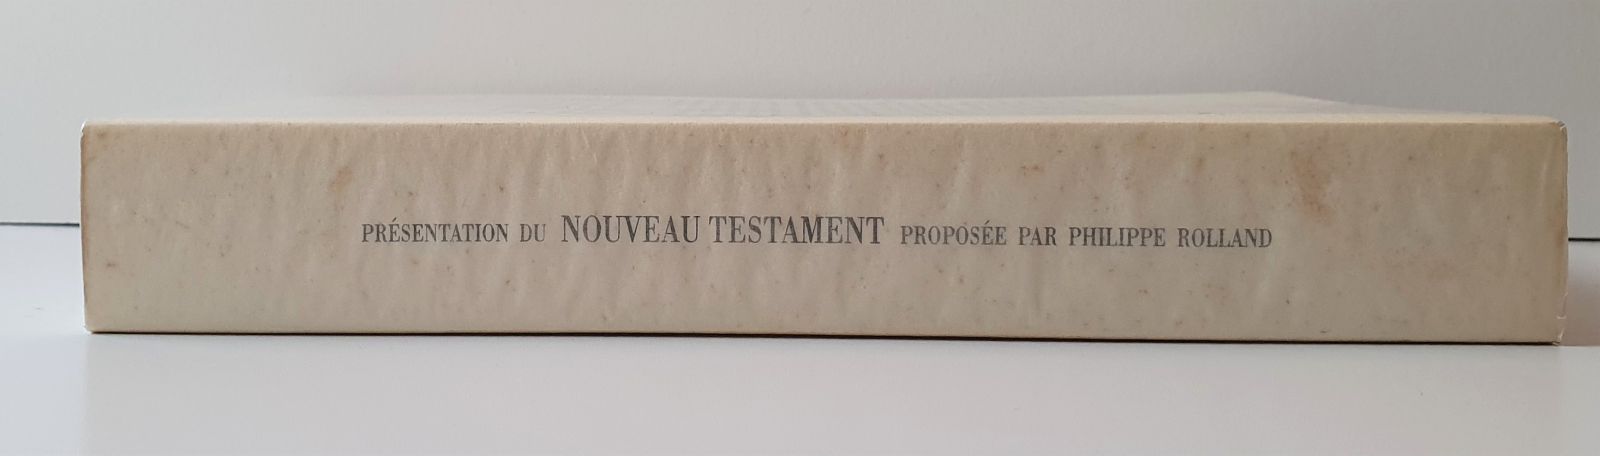 PRÉSENTATION DU NOUVEAU TESTAMENT PROPOSÉE PAR PHILIPPE ROLLAND